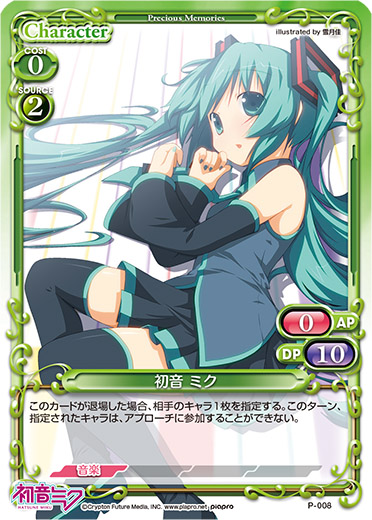 Precious Memories
Character
illustrated by 雪月佳
COST
0
SOURCE
2
0 AP
DP 10
初音 ミク
このカードが退場した場合、相手のキャラ1枚を指定する。このターン、
指定されたキャラは、アプローチに参加することができない。
音楽
初音ミク
HATSUNE MIKU
©Crypton Future Media, INC. www.piapro.net piapro
P-008